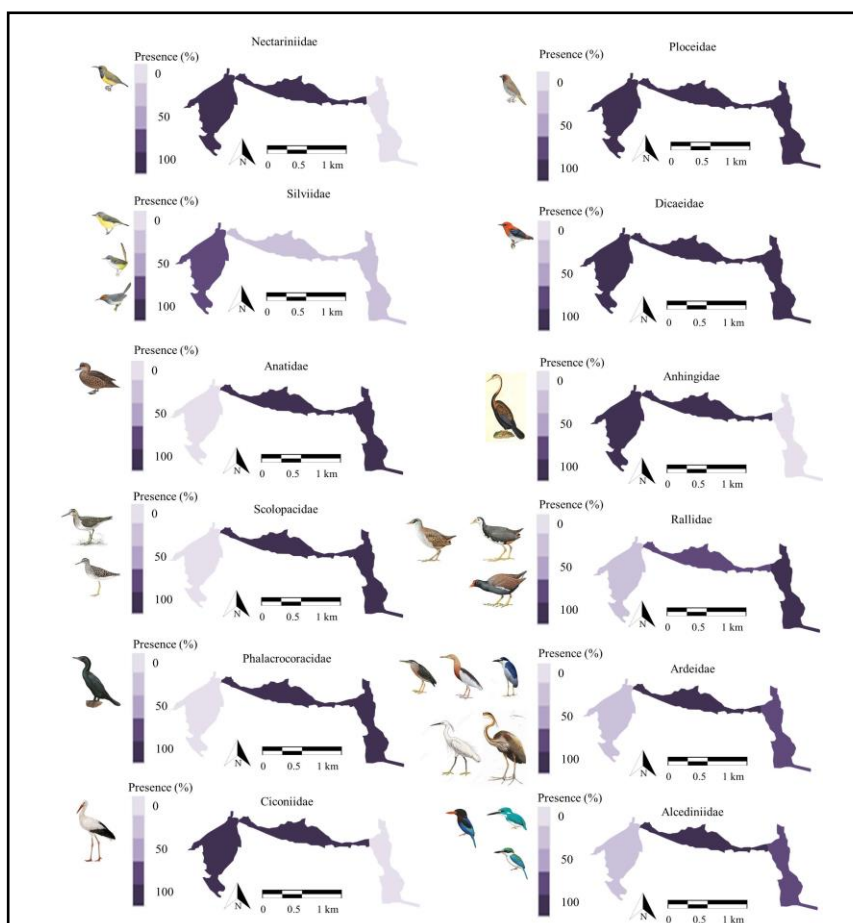 Nectariniidae
Presence (%)
0
50
100
N
0 0.5 1 km
Ploceidae
Presence (%)
0
50
100
N
0 0.5 1 km
Silviidae
Presence (%)
0
50
100
N
0 0.5 1 km
Dicaeidae
Presence (%)
0
50
100
N
0 0.5 1 km
Anatidae
Presence (%)
0
50
100
N
0 0.5 1 km
Anhingidae
Presence (%)
0
50
100
N
0 0.5 1 km
Scolopacidae
Presence (%)
0
50
100
N
0 0.5 1 km
Rallidae
Presence (%)
0
50
100
N
0 0.5 1 km
Phalacrocoracidae
Presence (%)
0
50
100
N
0 0.5 1 km
Ardeidae
Presence (%)
0
50
100
N
0 0.5 1 km
Ciconiidae
Presence (%)
0
50
100
N
0 0.5 1 km
Alcediniidae
Presence (%)
0
50
100
N
0 0.5 1 km